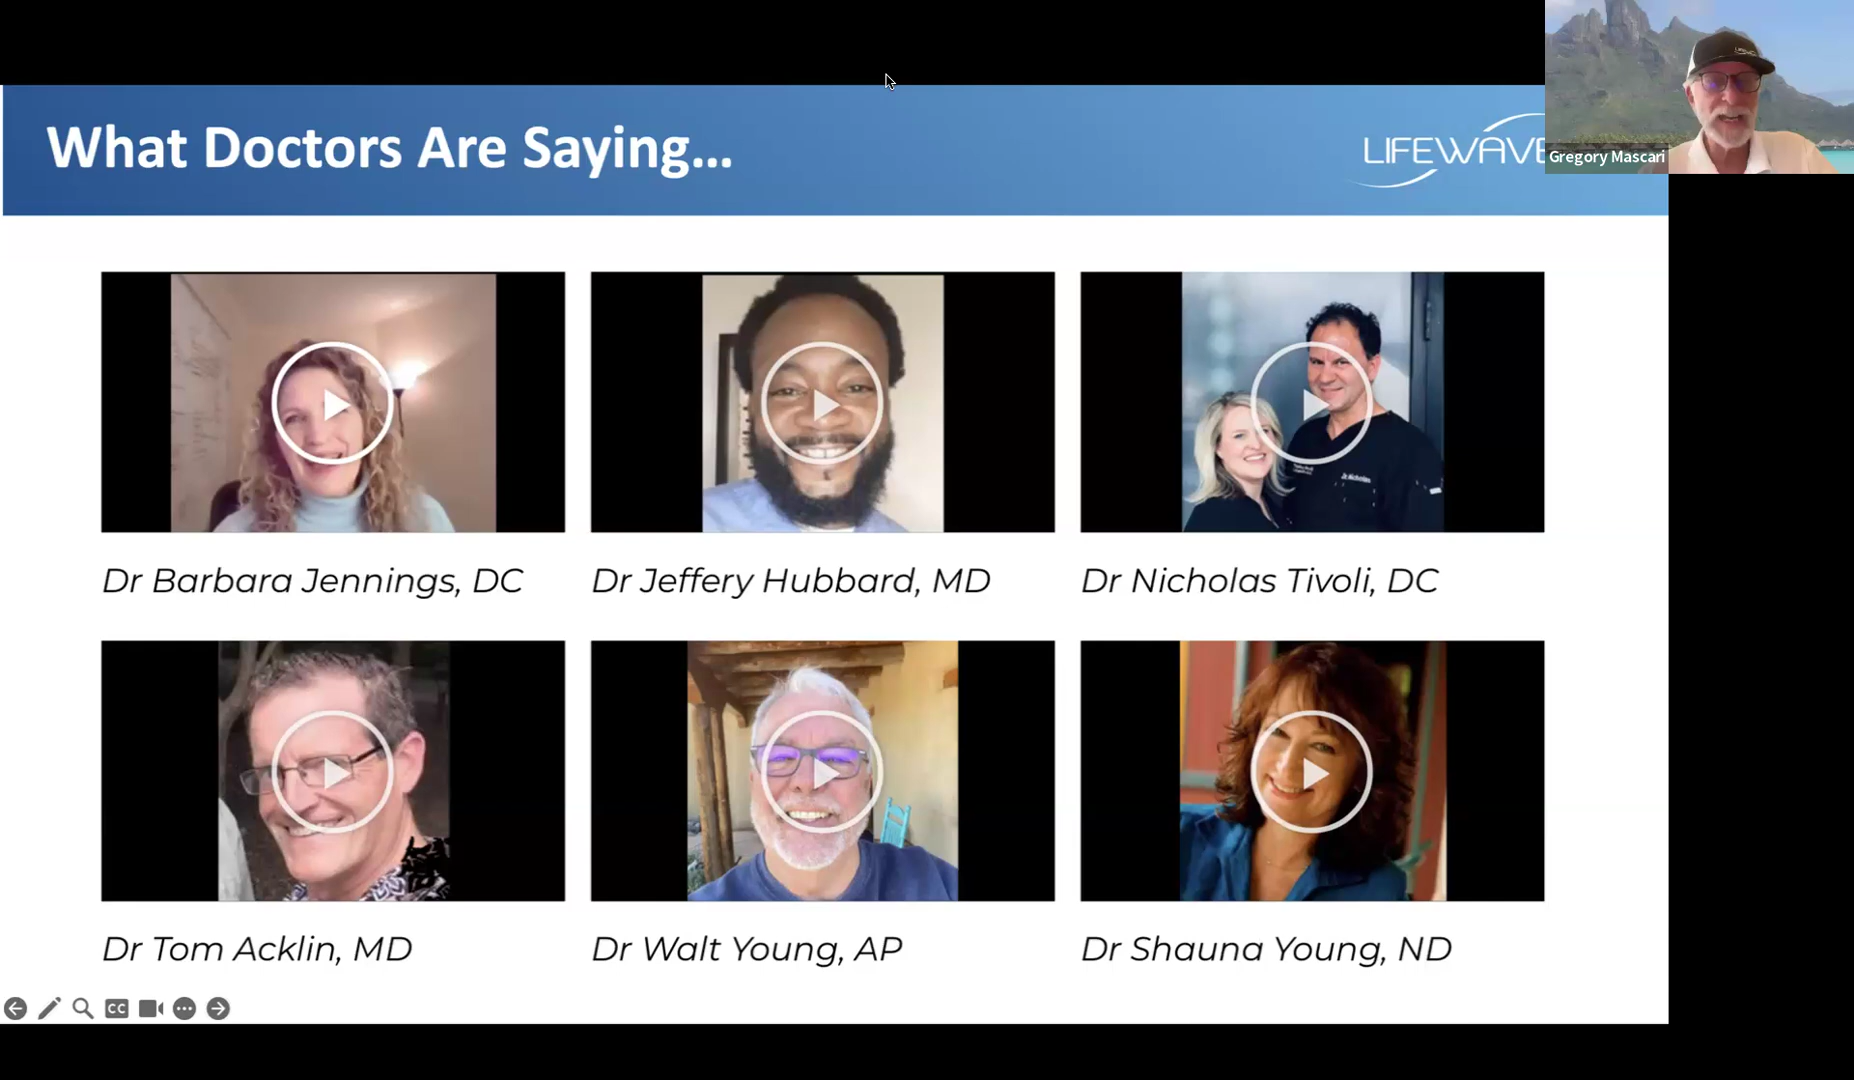 What Doctors Are Saying...
LIFEWAVE
Gregory Mascari
Dr Barbara Jennings, DC
Dr Jeffery Hubbard, MD
Dr Nicholas Tivoli, DC
Dr Tom Acklin, MD
Dr Walt Young, AP
Dr Shauna Young, ND
CC